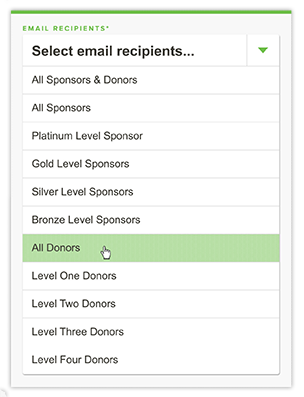 EMAIL RECIPIENTS*
Select email recipients...
All Sponsors & Donors
All Sponsors
Platinum Level Sponsor
Gold Level Sponsors
Silver Level Sponsors
Bronze Level Sponsors
All Donors
Level One Donors
Level Two Donors
Level Three Donors
Level Four Donors